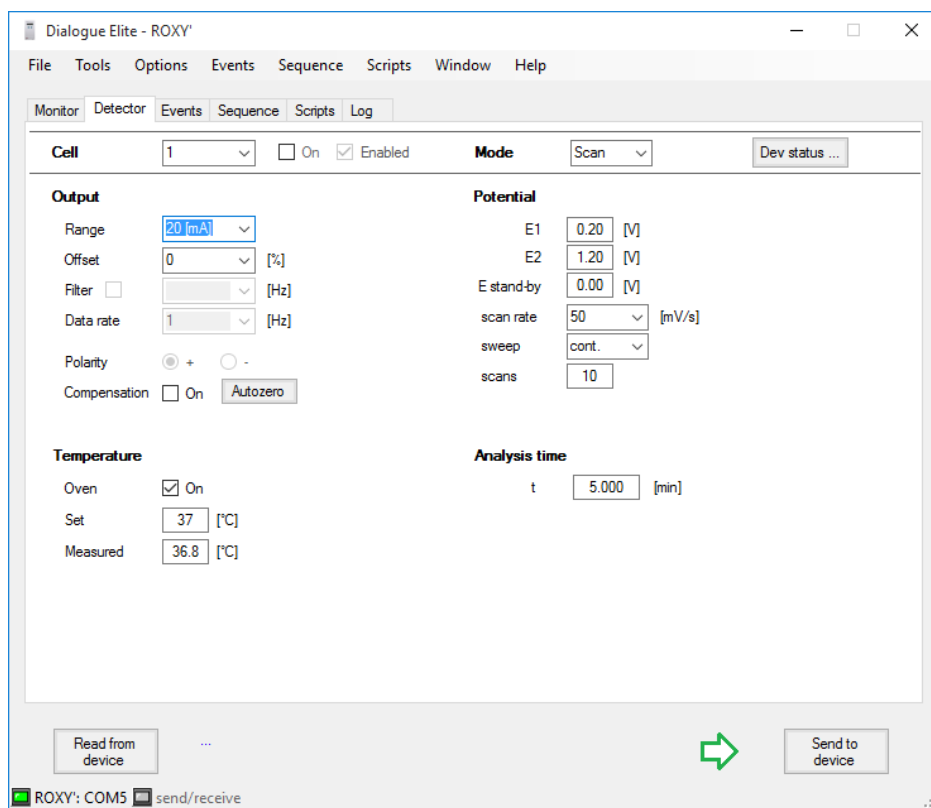 Dialogue Elite - ROXY'
File Tools Options Events Sequence Scripts Window Help
Monitor Detector Events Sequence Scripts Log
Cell 1 On Enabled Mode Scan Dev status ...
Output Potential
Range 20 [mA] E1 0.20 [V]
Offset 0 [%] E2 1.20 [V]
Filter [Hz] E stand-by 0.00 [V]
Data rate 1 [Hz] scan rate 50 [mV/s]
sweep cont.
Polarity + - scans 10
Compensation On Autozero
Temperature Analysis time
Oven On t 5.000 [min]
Set 37 [°C]
Measured 36.8 [°C]
Read from
device
...
Send to
device
ROXY': COM5 send/receive